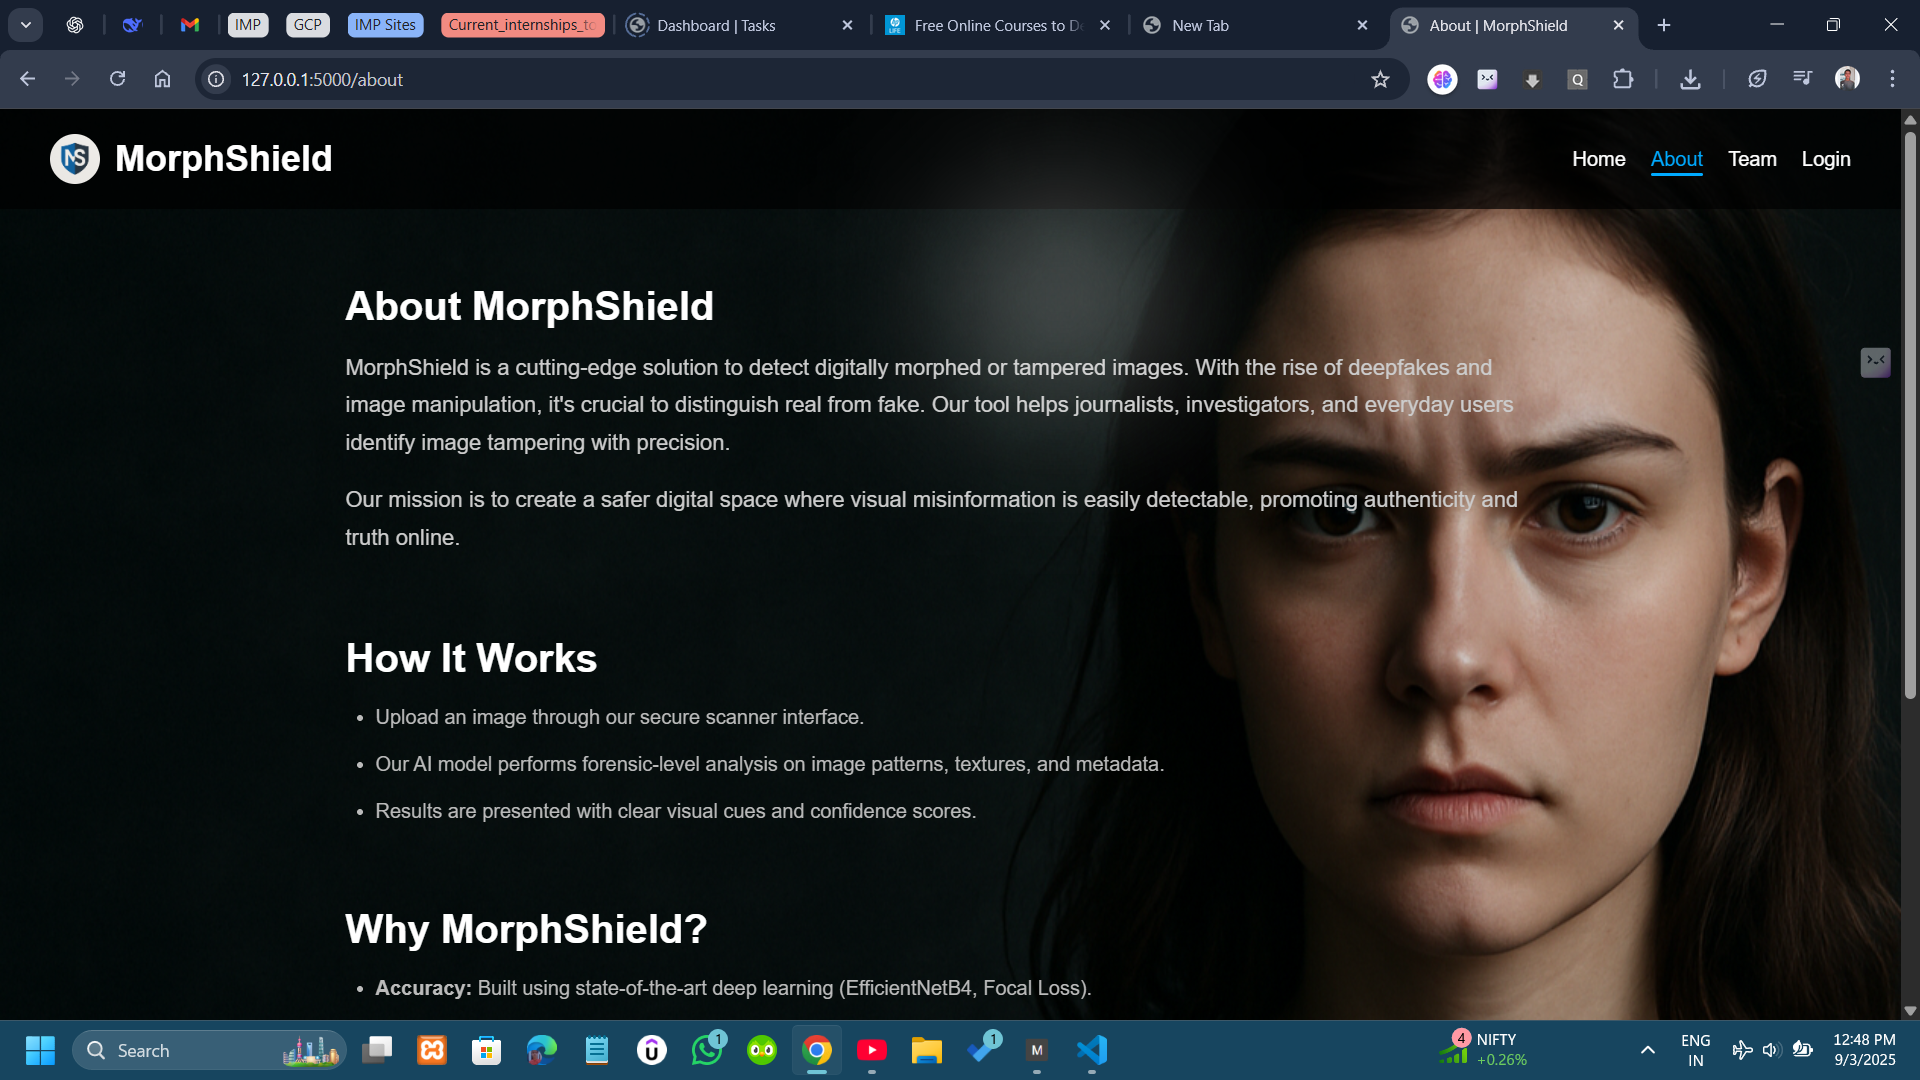 IMP
GCP
IMP Sites
Current_internships_to
Dashboard | Tasks
Free Online Courses to De
New Tab
About | MorphShield
127.0.0.1:5000/about
Q
NS
MorphShield
Home
About
Team
Login
About MorphShield
MorphShield is a cutting-edge solution to detect digitally morphed or tampered images. With the rise of deepfakes and
image manipulation, it's crucial to distinguish real from fake. Our tool helps journalists, investigators, and everyday users
identify image tampering with precision.
Our mission is to create a safer digital space where visual misinformation is easily detectable, promoting authenticity and
truth online.
How It Works
• Upload an image through our secure scanner interface.
• Our AI model performs forensic-level analysis on image patterns, textures, and metadata.
• Results are presented with clear visual cues and confidence scores.
Why MorphShield?
• Accuracy: Built using state-of-the-art deep learning (EfficientNetB4, Focal Loss).
Search
1
1
M
4
NIFTY
+0.26%
ENG
IN
12:48 PM
9/3/2025